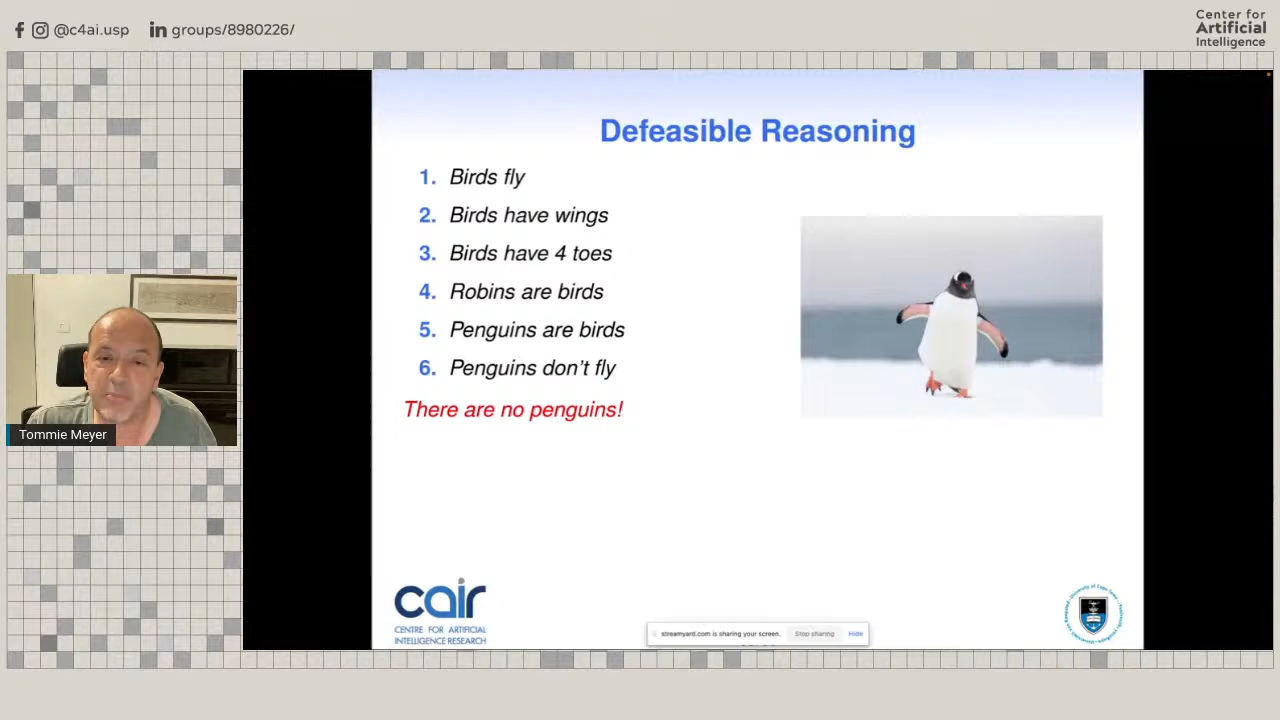 @c4ai.usp in groups/8980226/
Center for
Artificial
Intelligence
Defeasible Reasoning
1. Birds fly
2. Birds have wings
3. Birds have 4 toes
4. Robins are birds
5. Penguins are birds
6. Penguins don't fly
There are no penguins!
Tommie Meyer
cair
CENTRE FOR ARTIFICIAL
INTELLIGENCE RESEARCH
streamyard.com is sharing your screen. Stop sharing Hide